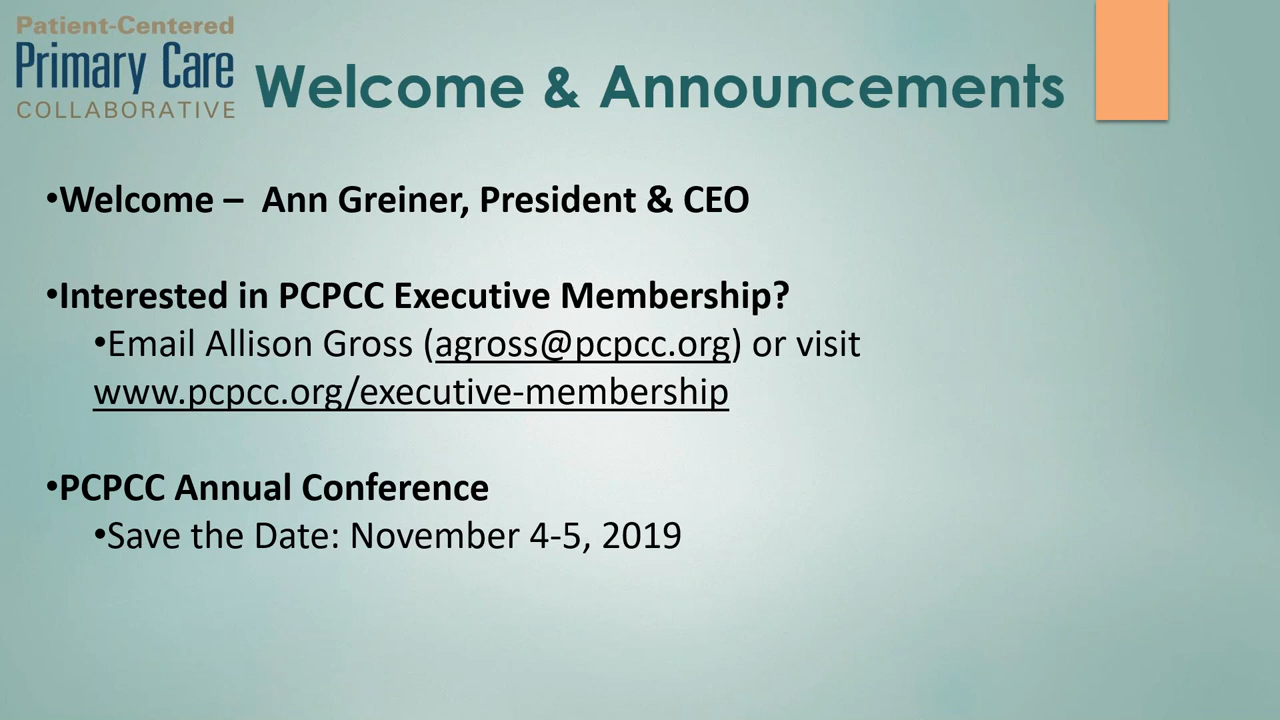 Patient-Centered
Primary Care
COLLABORATIVE
Welcome & Announcements
•Welcome – Ann Greiner, President & CEO
•Interested in PCPCC Executive Membership?
•Email Allison Gross (agross@pcpcc.org) or visit
www.pcpcc.org/executive-membership
•PCPCC Annual Conference
•Save the Date: November 4-5, 2019